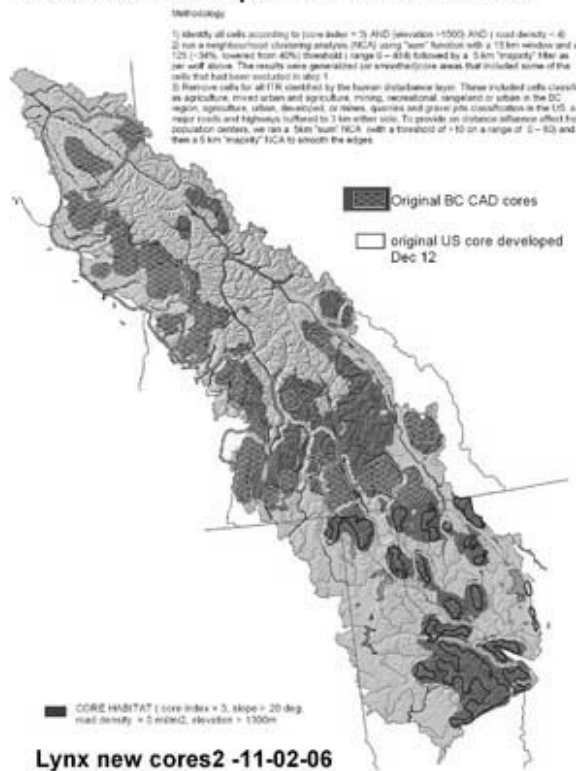 Methodology:
1) Identify all cells according to (core index = 3) AND (elevation >1000) AND ( road density < 4)
2) run a neighbourhood clustering analysis (NCA) using "sum" function with a 15 km window and a
125 (~34%, lowered from 40%) threshold ( range 0 – ) followed by a 5 km "majority" filter as
per wolf above. The results were generalized (or smoothed)core areas that included some of the
cells that had been excluded in step 1.
3) Remove cells for all identified by the human disturbance layer. These included cells classified
as agriculture, mixed urban and agriculture, mining, recreational, rangeland or urban in the BC
region, agriculture, urban, developed, or mines, quarries and gravel pits classification in the US, a
major roads and highways buffered to 3 km either side. To provide an distance influence affect from
population centers, we ran a 5km "sum" NCA (with a threshold of >10 on a range of 0 – ) and
then a 5 km "majority" NCA to smooth the edges
Original BC CAD cores
original US core developed
Dec 12
CORE HABITAT ( core index = 3, slope > 20 deg,
road density = 3 mi/mi2, elevation > 1300m
Lynx new cores2 -11-02-06